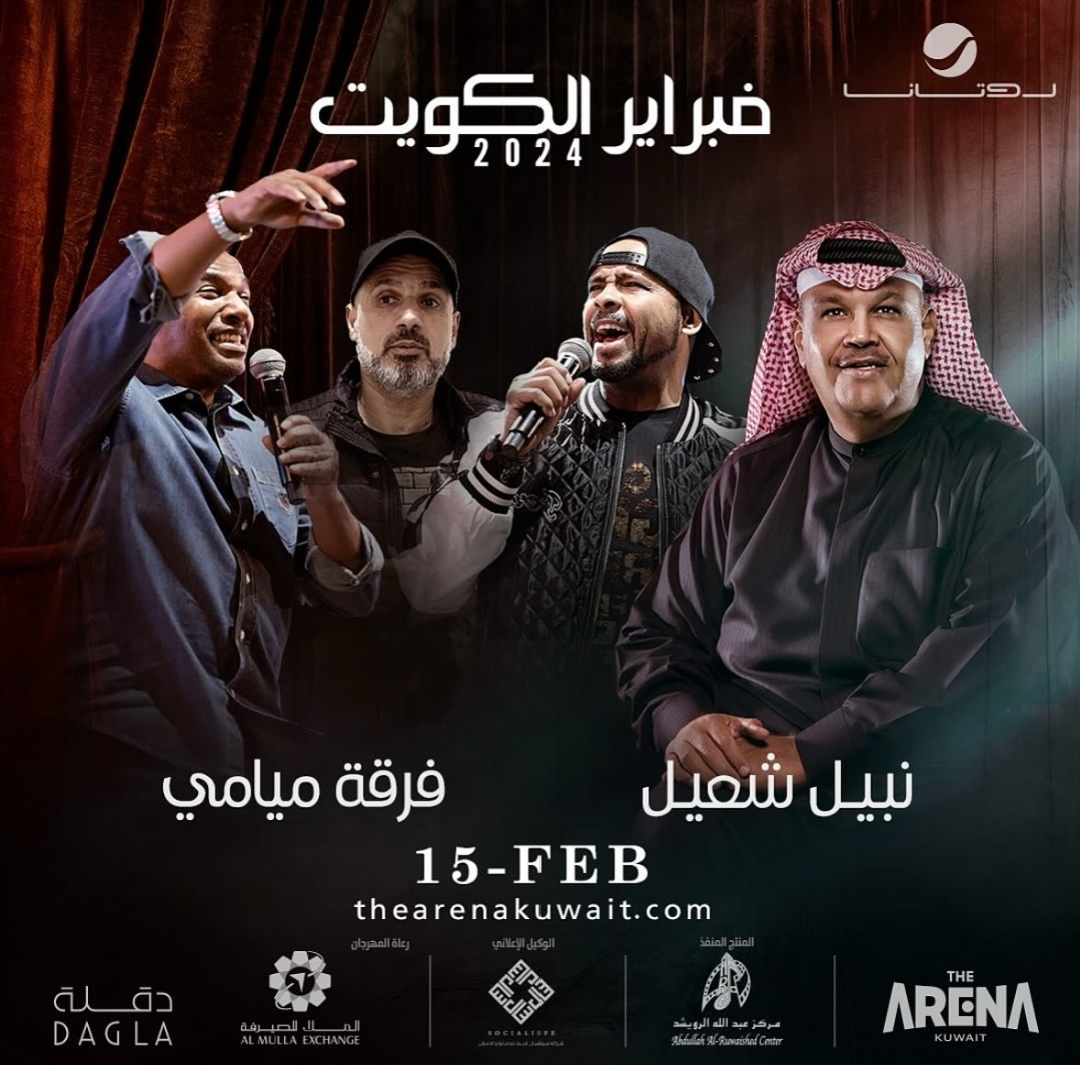 روتانا
فبراير الكويت
2024
نبيل شعيل
فرقة ميامي
15-FEB
thearenakuwait.com
رعاة المهرجان
الوكيل الإعلاني
المنتج المنفذ
دقلة
DAGLA
الملا للصيرفة
AL MULLA EXCHANGE
مركز عبد الله الرويشد
Abdullah Al-Ruwaished Center
THE
ARENA
KUWAIT